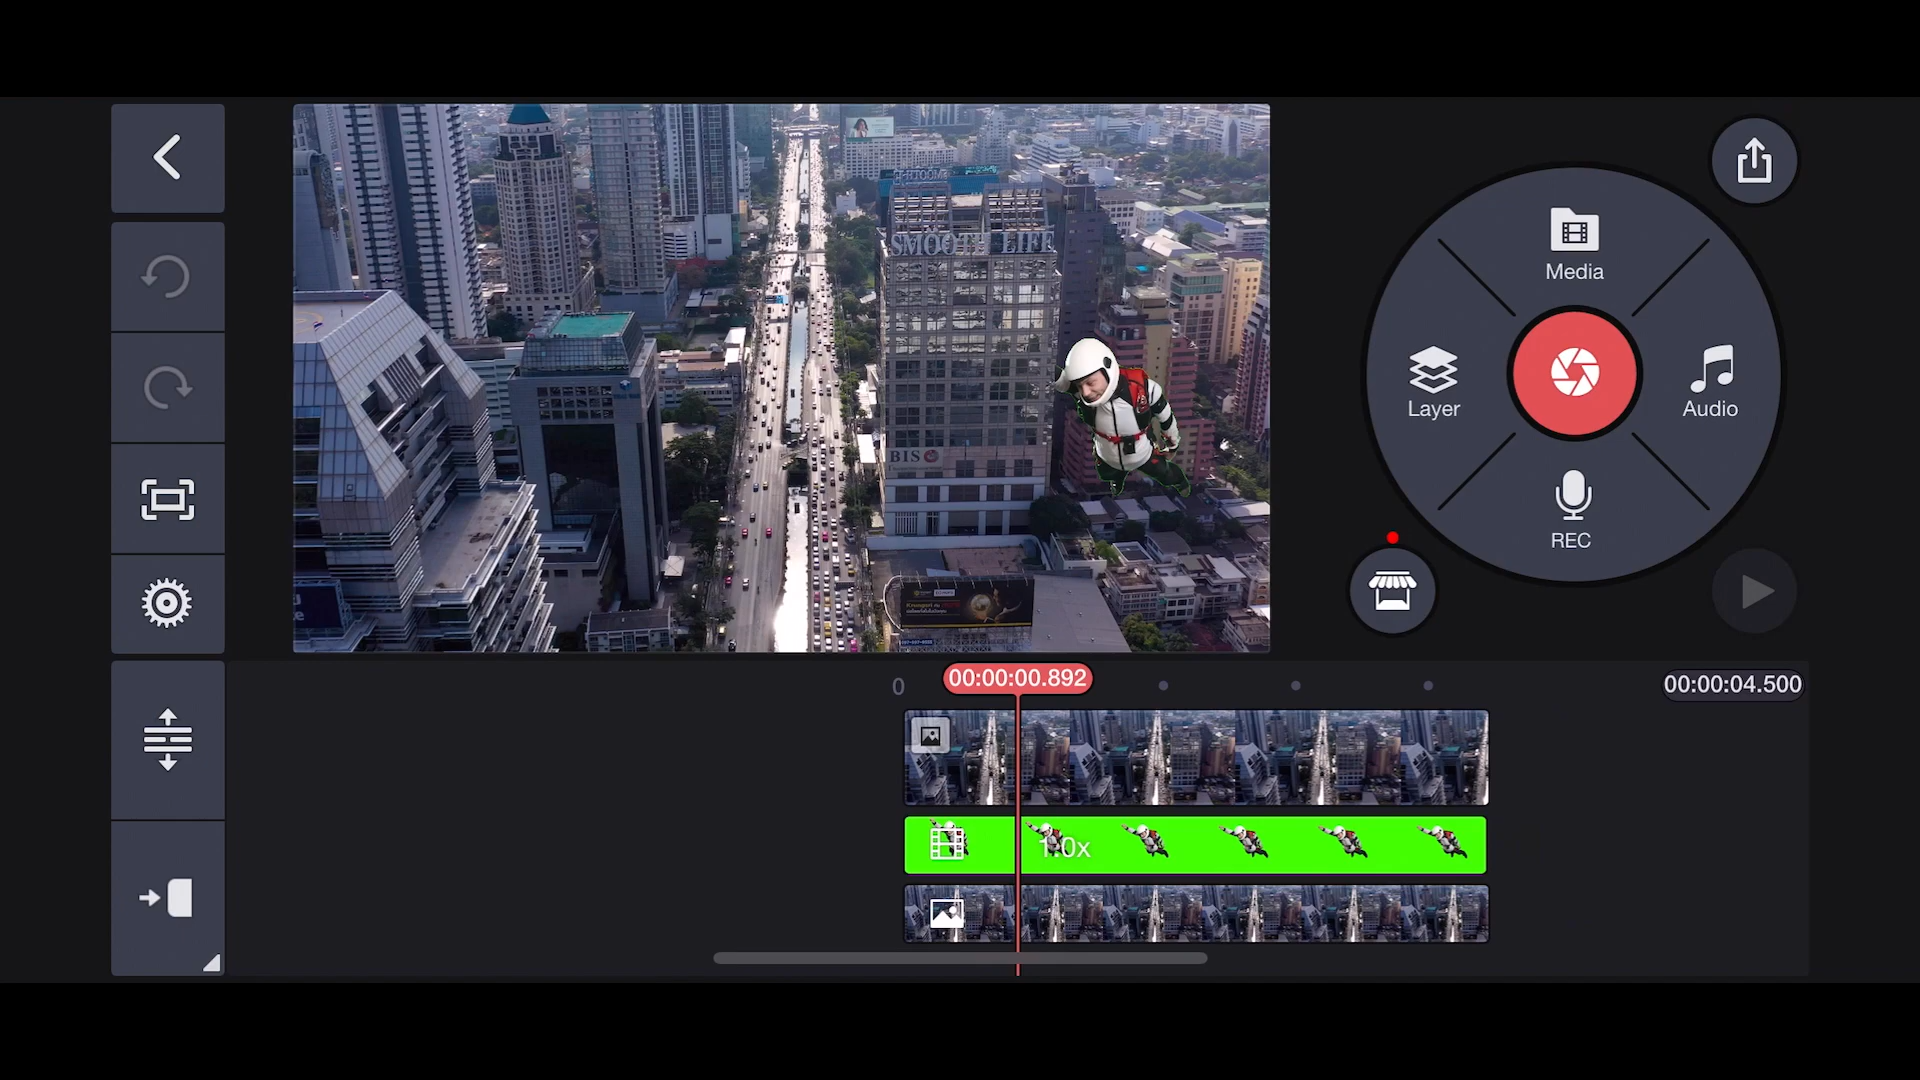 SMOOTH LIFE
BIS
Media
Layer
Audio
REC
0
00:00:00.892
00:00:04.500
1.0x